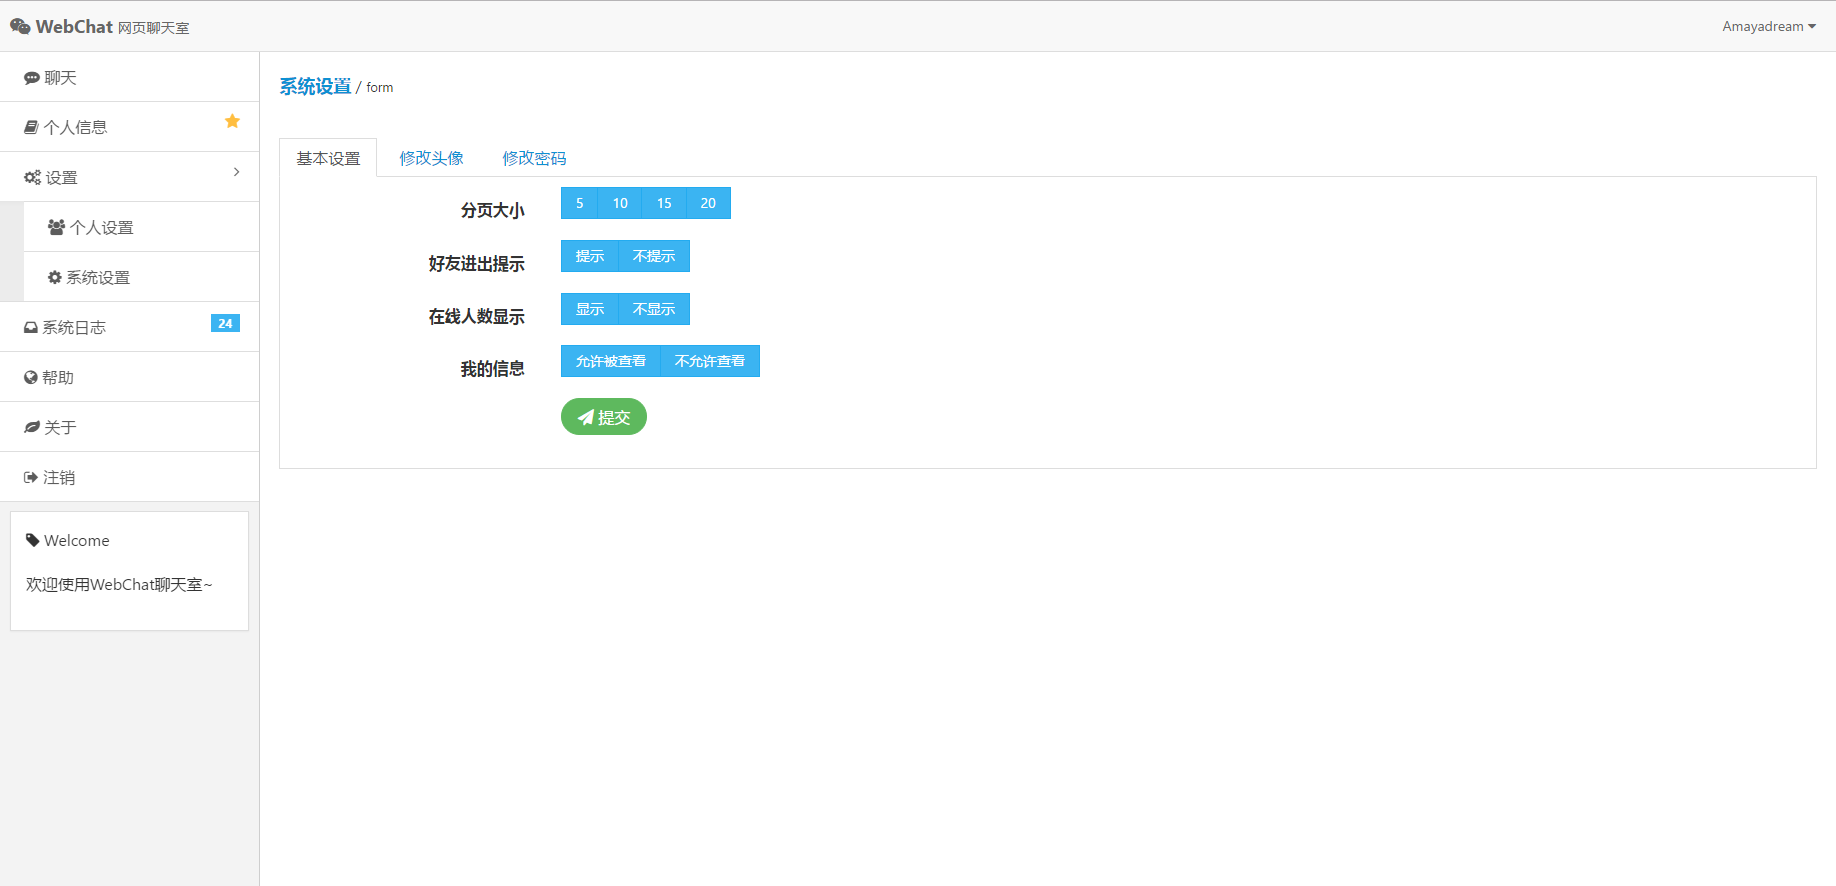 WebChat 网页聊天室
Amayadream
聊天
个人信息
设置
个人设置
系统设置
系统日志 24
帮助
关于
注销
Welcome
欢迎使用WebChat聊天室~
系统设置 / form
基本设置 修改头像 修改密码
分页大小 5 10 15 20
好友进出提示 提示 不提示
在线人数显示 显示 不显示
我的信息 允许被查看 不允许查看
提交